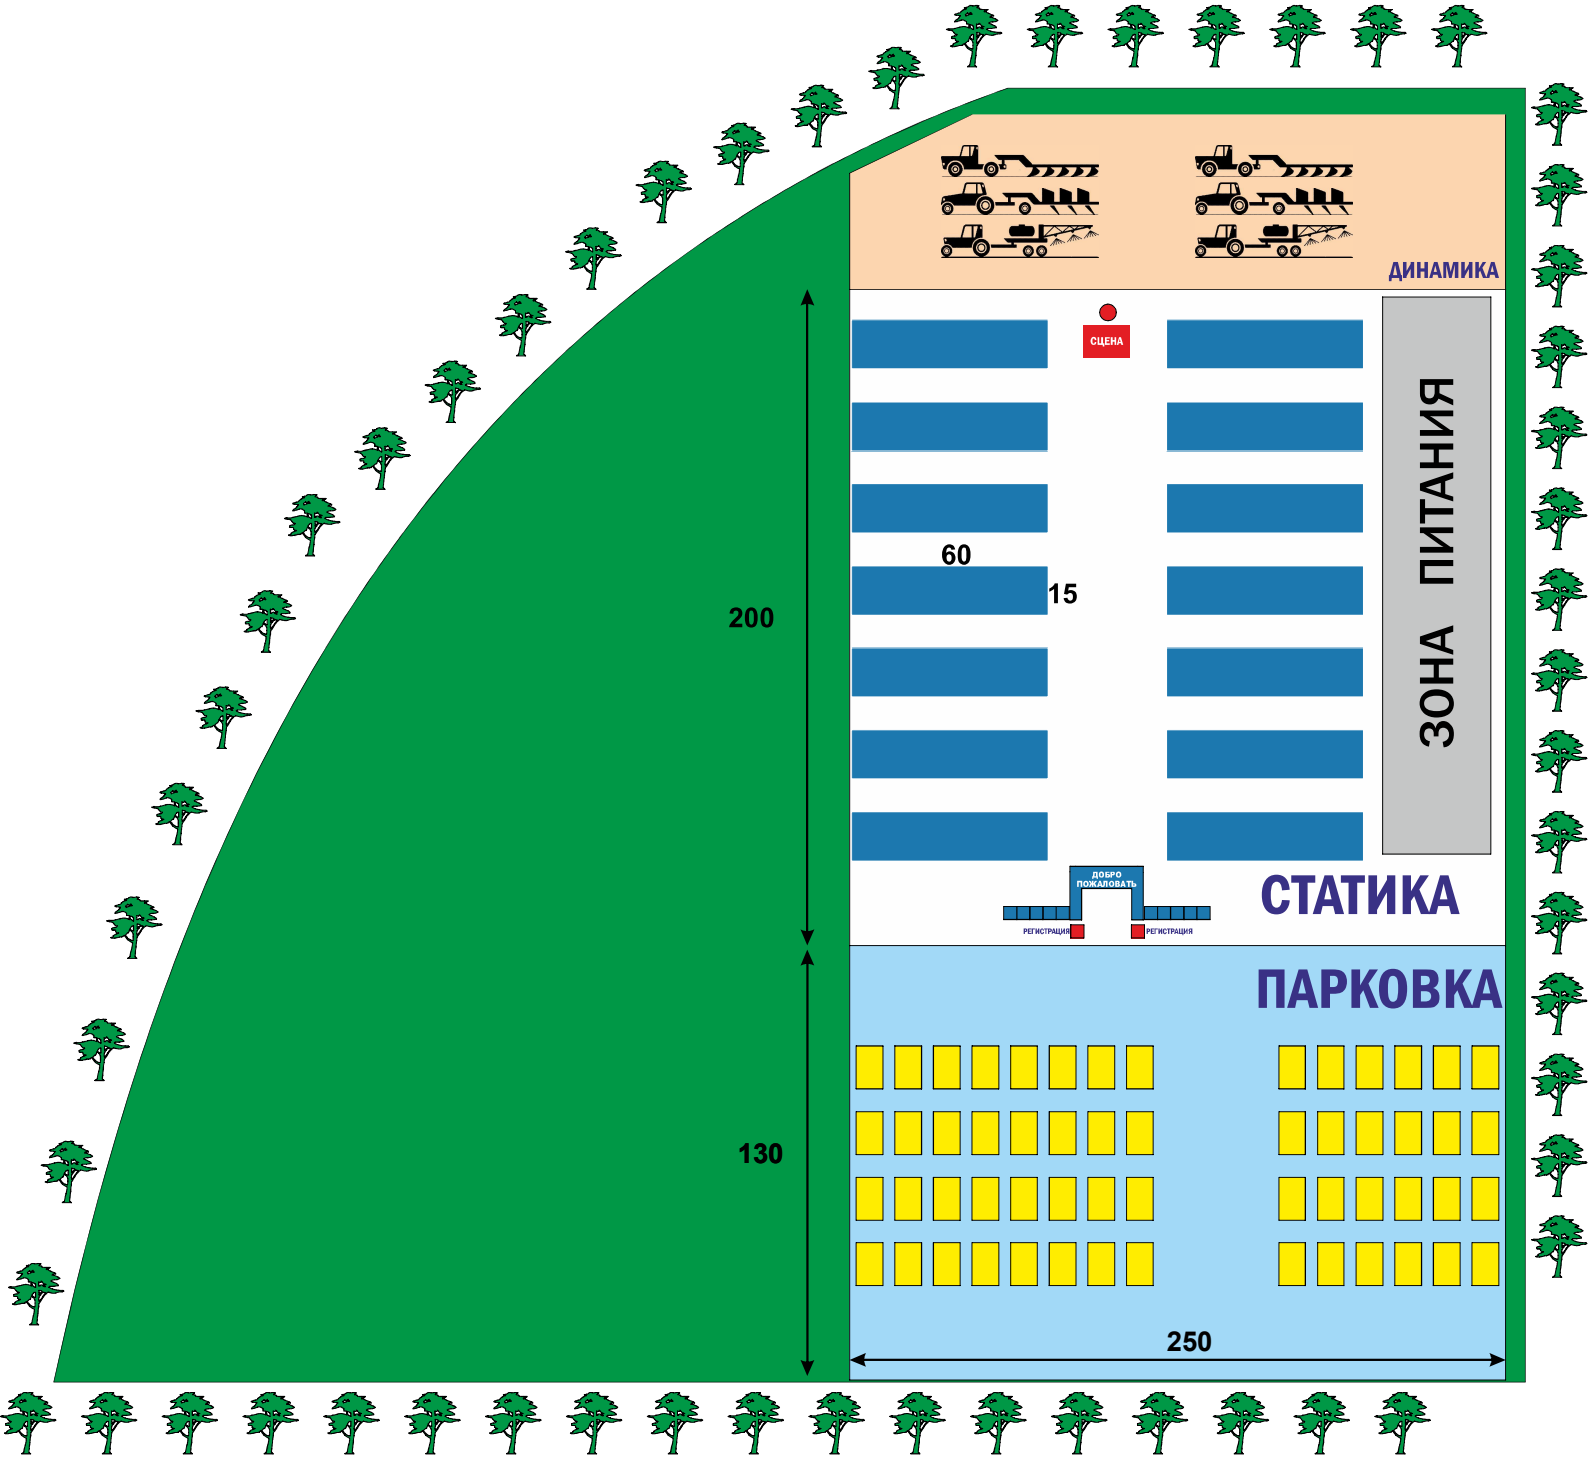 ДИНАМИКА
СЦЕНА
ЗОНА ПИТАНИЯ
60
15
200
ДОБРО
ПОЖАЛОВАТЬ
СТАТИКА
РЕГИСТРАЦИЯ
РЕГИСТРАЦИЯ
ПАРКОВКА
130
250